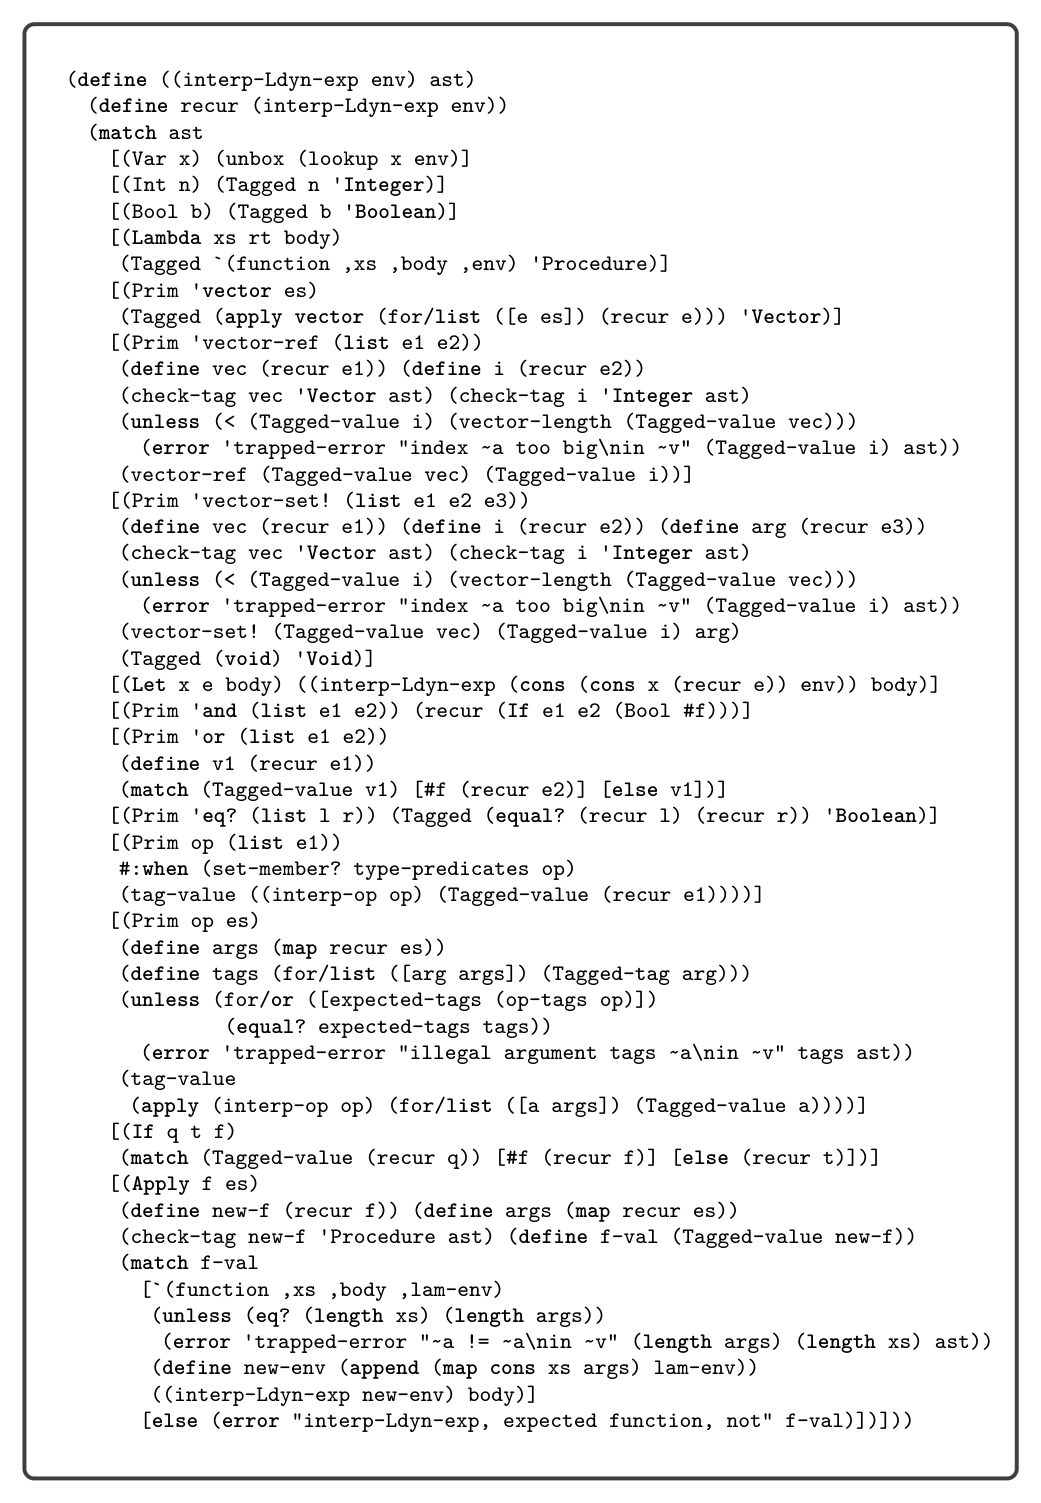 (define ((interp-Ldyn-exp env) ast)
  (define recur (interp-Ldyn-exp env))
  (match ast
    [(Var x) (unbox (lookup x env)]
    [(Int n) (Tagged n 'Integer)]
    [(Bool b) (Tagged b 'Boolean)]
    [(Lambda xs rt body)
     (Tagged `(function ,xs ,body ,env) 'Procedure)]
    [(Prim 'vector es)
     (Tagged (apply vector (for/list ([e es]) (recur e))) 'Vector)]
    [(Prim 'vector-ref (list e1 e2))
     (define vec (recur e1)) (define i (recur e2))
     (check-tag vec 'Vector ast) (check-tag i 'Integer ast)
     (unless (< (Tagged-value i) (vector-length (Tagged-value vec)))
       (error 'trapped-error "index ~a too big\nin ~v" (Tagged-value i) ast))
     (vector-ref (Tagged-value vec) (Tagged-value i))]
    [(Prim 'vector-set! (list e1 e2 e3))
     (define vec (recur e1)) (define i (recur e2)) (define arg (recur e3))
     (check-tag vec 'Vector ast) (check-tag i 'Integer ast)
     (unless (< (Tagged-value i) (vector-length (Tagged-value vec)))
       (error 'trapped-error "index ~a too big\nin ~v" (Tagged-value i) ast))
     (vector-set! (Tagged-value vec) (Tagged-value i) arg)
     (Tagged (void) 'Void)]
    [(Let x e body) ((interp-Ldyn-exp (cons (cons x (recur e)) env)) body)]
    [(Prim 'and (list e1 e2)) (recur (If e1 e2 (Bool #f)))]
    [(Prim 'or (list e1 e2))
     (define v1 (recur e1))
     (match (Tagged-value v1) [#f (recur e2)] [else v1])]
    [(Prim 'eq? (list l r)) (Tagged (equal? (recur l) (recur r)) 'Boolean)]
    [(Prim op (list e1))
     #:when (set-member? type-predicates op)
     (tag-value ((interp-op op) (Tagged-value (recur e1))))]
    [(Prim op es)
     (define args (map recur es))
     (define tags (for/list ([arg args]) (Tagged-tag arg)))
     (unless (for/or ([expected-tags (op-tags op)])
               (equal? expected-tags tags))
       (error 'trapped-error "illegal argument tags ~a\nin ~v" tags ast))
     (tag-value
      (apply (interp-op op) (for/list ([a args]) (Tagged-value a))))]
    [(If q t f)
     (match (Tagged-value (recur q)) [#f (recur f)] [else (recur t)])]
    [(Apply f es)
     (define new-f (recur f)) (define args (map recur es))
     (check-tag new-f 'Procedure ast) (define f-val (Tagged-value new-f))
     (match f-val
       [`(function ,xs ,body ,lam-env)
        (unless (eq? (length xs) (length args))
         (error 'trapped-error "~a != ~a\nin ~v" (length args) (length xs) ast))
        (define new-env (append (map cons xs args) lam-env))
        ((interp-Ldyn-exp new-env) body)]
       [else (error "interp-Ldyn-exp, expected function, not" f-val)])]))